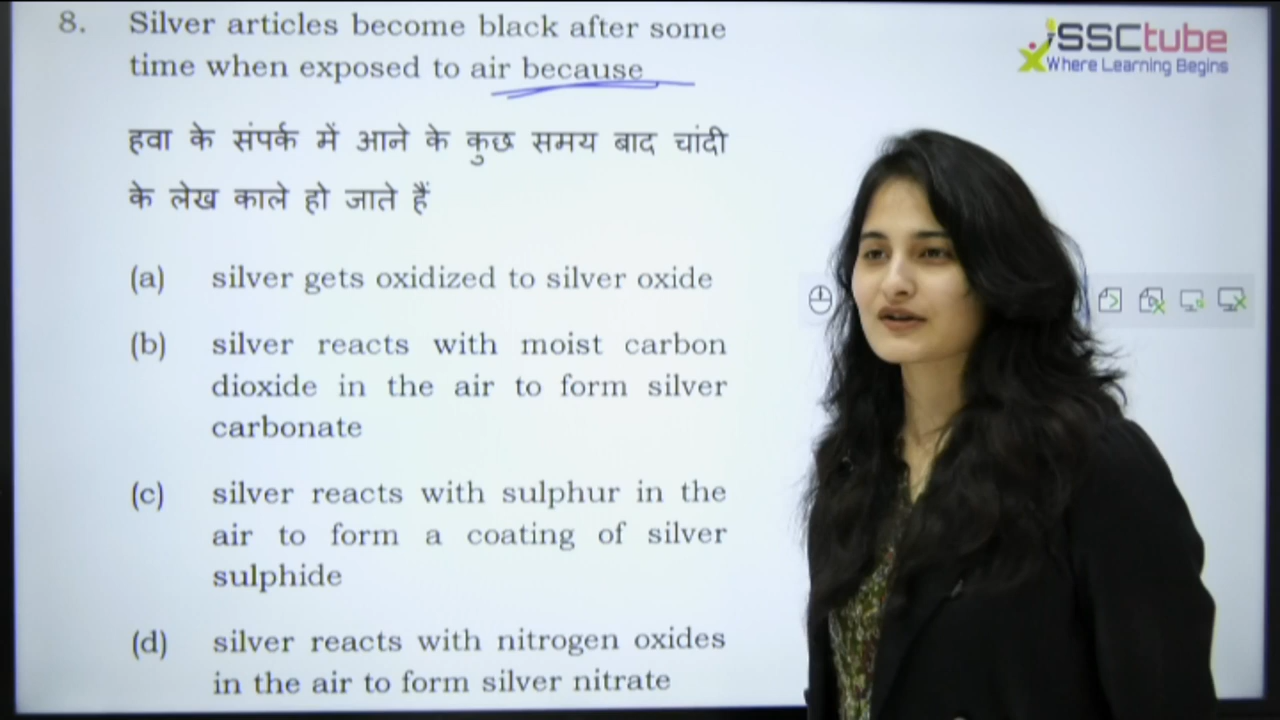 8. Silver articles become black after some
time when exposed to air because
हवा के संपर्क में आने के कुछ समय बाद चांदी
के लेख काले हो जाते हैं
(a) silver gets oxidized to silver oxide
(b) silver reacts with moist carbon
dioxide in the air to form silver
carbonate
(c) silver reacts with sulphur in the
air to form a coating of silver
sulphide
(d) silver reacts with nitrogen oxides
in the air to form silver nitrate
SSCtube
Where Learning Begins